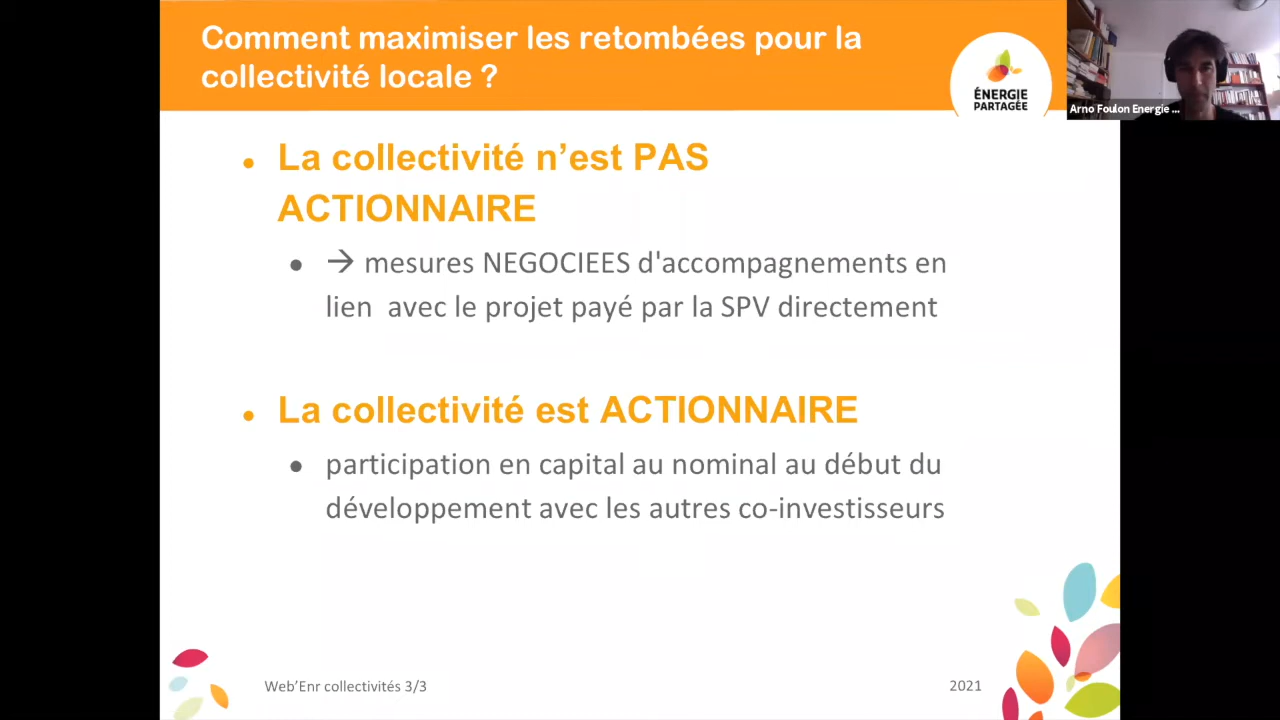 Comment maximiser les retombées pour la
collectivité locale ?
ÉNERGIE
PARTAGÉE
Arno Foulon Energie ...
● La collectivité n’est PAS
ACTIONNAIRE
● → mesures NEGOCIEES d'accompagnements en
lien  avec le projet payé par la SPV directement
● La collectivité est ACTIONNAIRE
● participation en capital au nominal au début du
développement avec les autres co-investisseurs
Web’Enr collectivités 3/3
2021